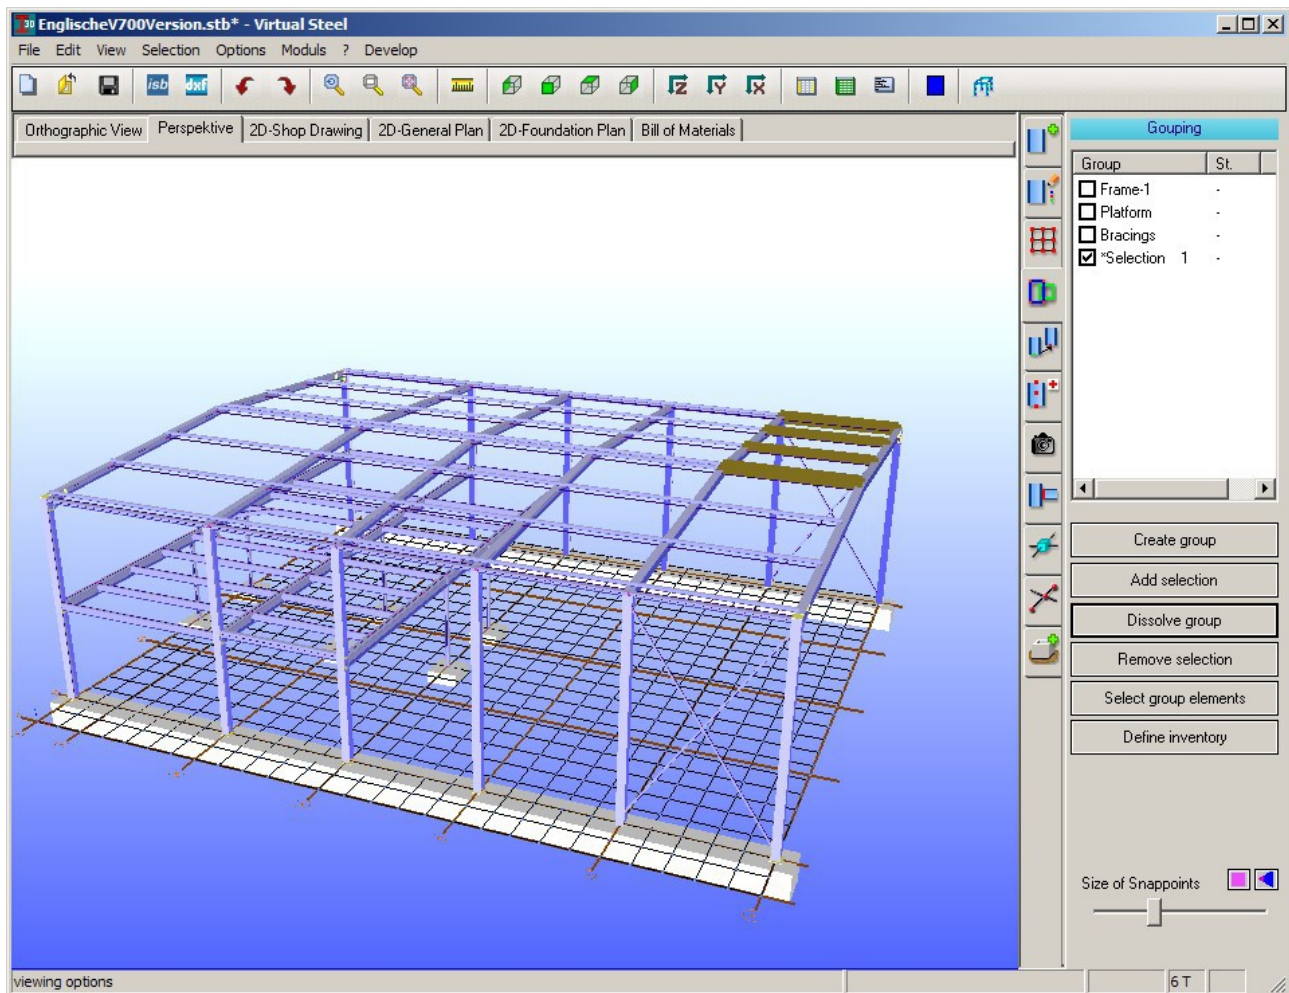 EnglischeV700Version.stb* - Virtual Steel
File Edit View Selection Options Moduls ? Develop
isb dxf Z Y X
Orthographic View Perspektive 2D-Shop Drawing 2D-General Plan 2D-Foundation Plan Bill of Materials
Gouping
Group St.
Frame-1 -
Platform -
Bracings -
*Selection 1 -
Create group
Add selection
Dissolve group
Remove selection
Select group elements
Define inventory
Size of Snappoints
viewing options 6 T